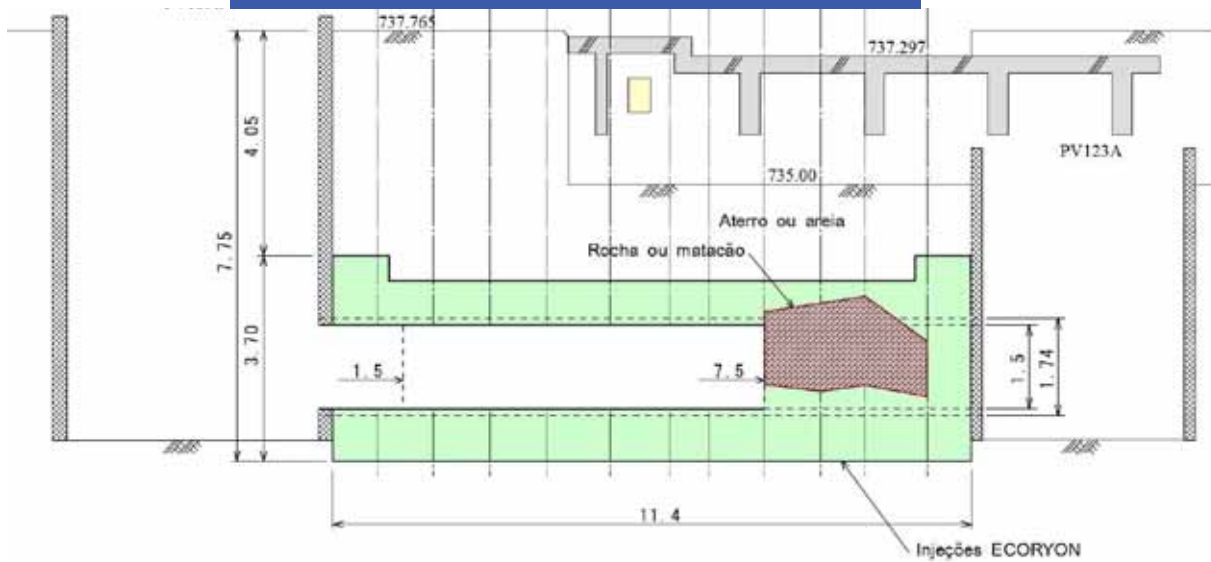 737.765
737.297
4.05
PV123A
735.00
7.75
Aterro ou areia
Rocha ou matacão
3.70
1.5
7.5
1.5
1.74
11.4
Injeções ECORYON